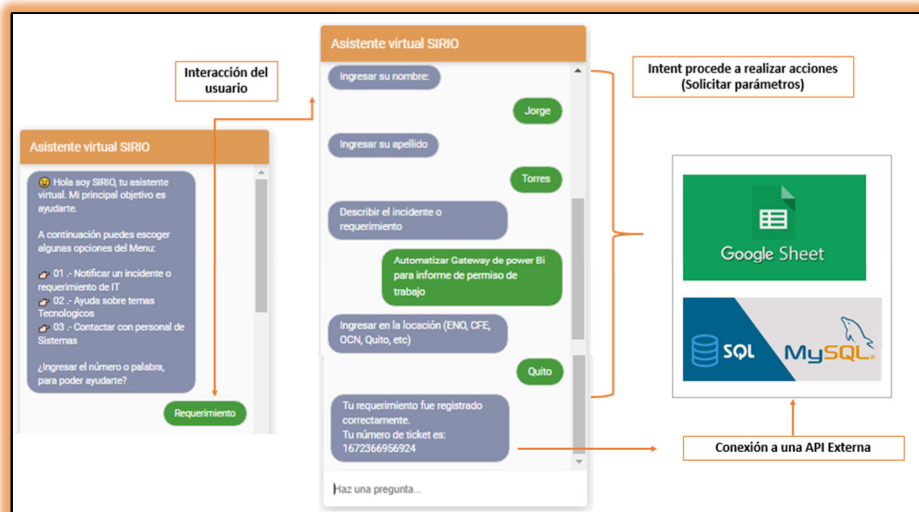 Interacción del
usuario
Asistente virtual SIRIO
Hola soy SIRIO, tu asistente
virtual. Mi principal objetivo es
ayudarte.
A continuación puedes escoger
algunas opciones del Menu:
01 .- Notificar un incidente o
requerimiento de IT
02 .- Ayuda sobre temas
Tecnologicos
03 .- Contactar con personal de
Sistemas
¿Ingresar el número o palabra,
para poder ayudarte?
Requerimiento
Asistente virtual SIRIO
Ingresar su nombre:
Jorge
Ingresar su apellido
Torres
Describir el incidente o
requerimiento
Automatizar Gateway de power Bi
para informe de permiso de
trabajo
Ingresar en la locación (ENO, CFE,
OCN, Quito, etc)
Quito
Tu requerimiento fue registrado
correctamente.
Tu número de ticket es:
1672366956924
Haz una pregunta...
Intent procede a realizar acciones
(Solicitar parámetros)
Google Sheet
SQL
MySQL®
Conexión a una API Externa